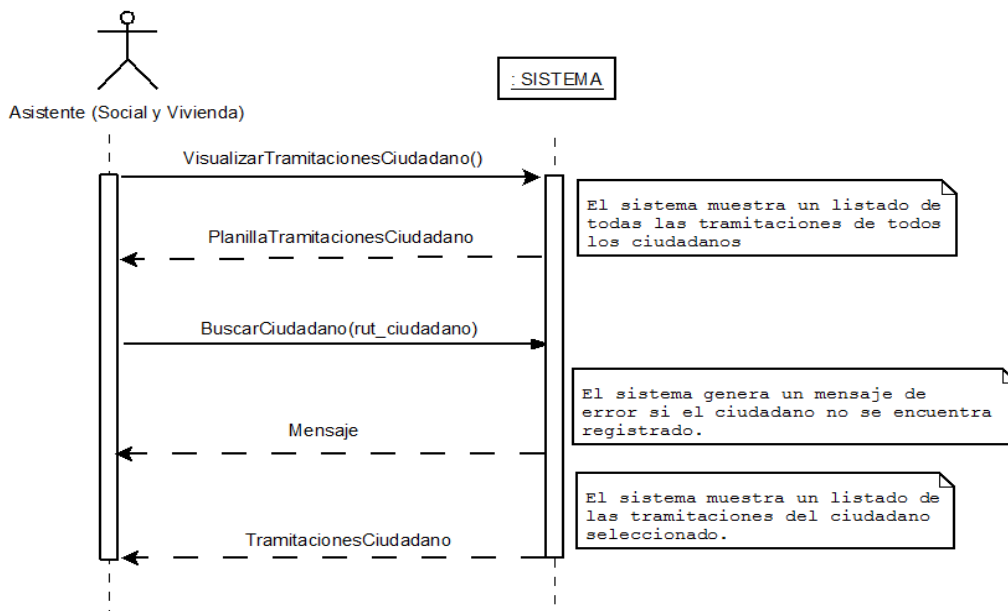 : SISTEMA
Asistente (Social y Vivienda)
VisualizarTramitacionesCiudadano()
El sistema muestra un listado de
todas las tramitaciones de todos
los ciudadanos
PlanillaTramitacionesCiudadano
BuscarCiudadano(rut_ciudadano)
El sistema genera un mensaje de
error si el ciudadano no se encuentra
registrado.
Mensaje
El sistema muestra un listado de
las tramitaciones del ciudadano
seleccionado.
TramitacionesCiudadano